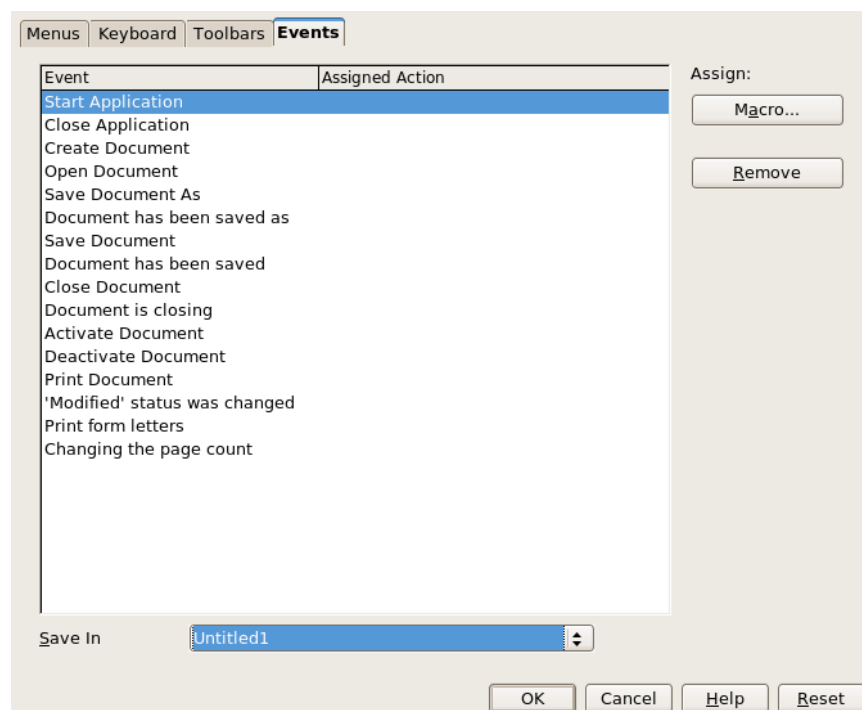 Menus Keyboard Toolbars Events
Event Assigned Action Assign:
Start Application
Macro...
Close Application
Create Document
Open Document
Remove
Save Document As
Document has been saved as
Save Document
Document has been saved
Close Document
Document is closing
Activate Document
Deactivate Document
Print Document
'Modified' status was changed
Print form letters
Changing the page count
Save In Untitled1
OK Cancel Help Reset